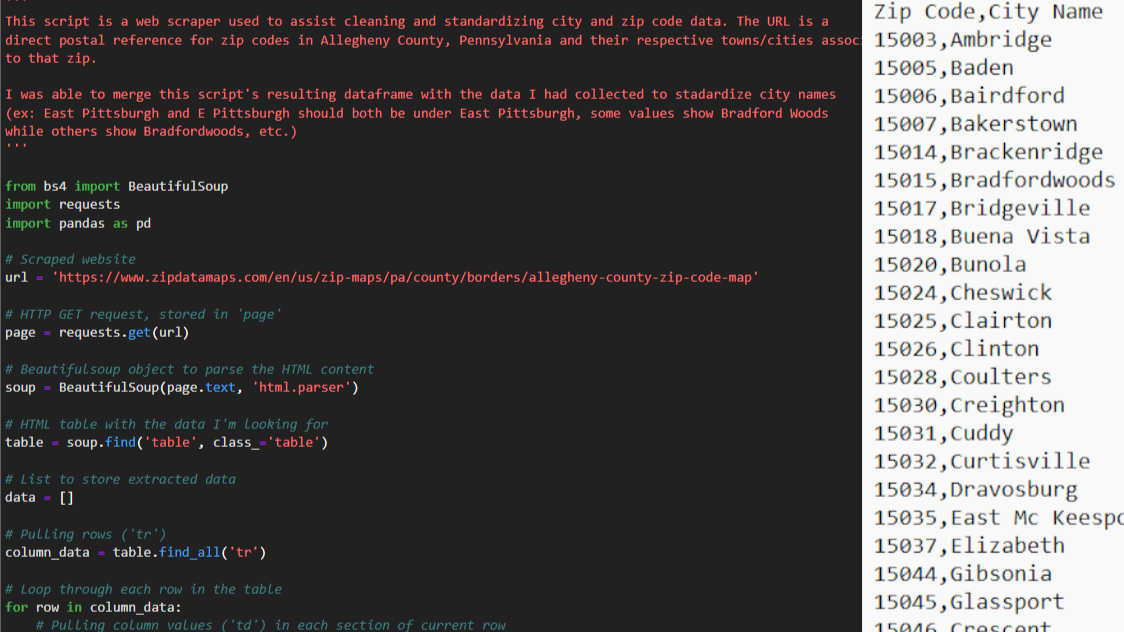 '''
This script is a web scraper used to assist cleaning and standardizing city and zip code data. The URL is a
direct postal reference for zip codes in Allegheny County, Pennsylvania and their respective towns/cities
to that zip.
I was able to merge this script's resulting dataframe with the data I had collected to stadardize city names
(ex: East Pittsburgh and E Pittsburgh should both be under East Pittsburgh, some values show Bradford Woods
while others show Bradfordwoods, etc.)
'''
from bs4 import BeautifulSoup
import requests
import pandas as pd
# Scraped website
url = 'https://www.zipdatamaps.com/en/us/zip-maps/pa/county/borders/allegheny-county-zip-code-map'
# HTTP GET request, stored in 'page'
page = requests.get(url)
# Beautifulsoup object to parse the HTML content
soup = BeautifulSoup(page.text, 'html.parser')
# HTML table with the data I'm looking for
table = soup.find('table', class_='table')
# List to store extracted data
data = []
# Pulling rows ('tr')
column_data = table.find_all('tr')
# Loop through each row in the table
for row in column_data:
# Pulling column values ('td') in each section of current row
Zip Code,City Name
15003,Ambridge
15005,Baden
15006,Bairdford
15007,Bakerstown
15014,Brackenridge
15015,Bradfordwoods
15017,Bridgeville
15018,Buena Vista
15020,Bunola
15024,Cheswick
15025,Clairton
15026,Clinton
15028,Coulters
15030,Creighton
15031,Cuddy
15032,Curtisville
15034,Dravosburg
15035,East Mc
15037,Elizabeth
15044,Gibsonia
15045,Glassport
15046,Crescent